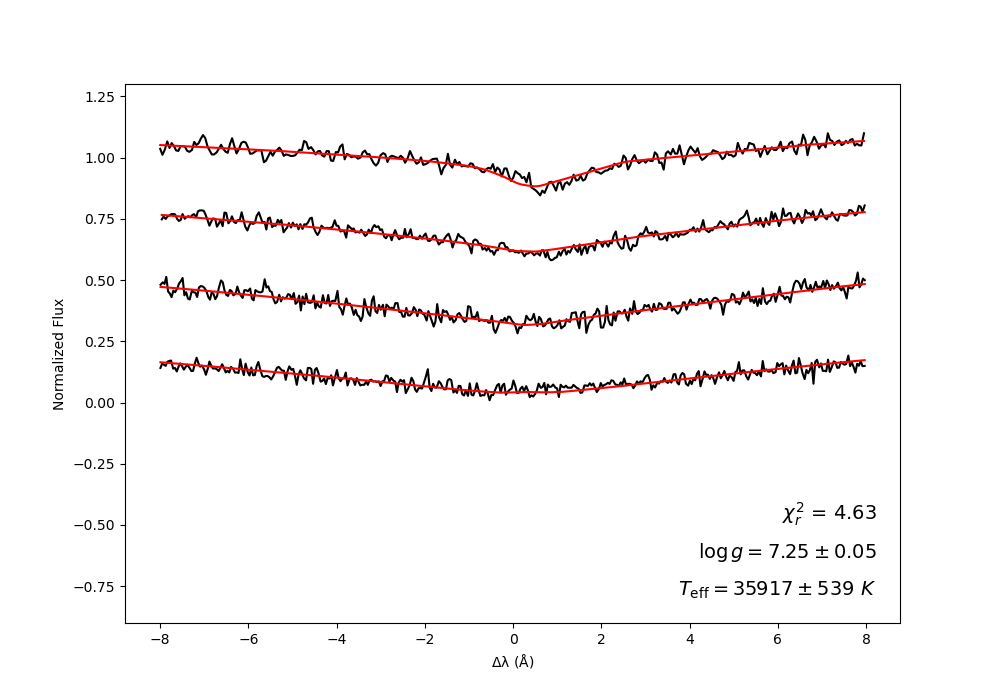 1.25
1.00
0.75
0.50
0.25
0.00
−0.25
−0.50
−0.75
Normalized Flux
χ²ᵣ = 4.63
log g = 7.25 ± 0.05
T_eff = 35917 ± 539 K
−8 −6 −4 −2 0 2 4 6 8
Δλ (Å)